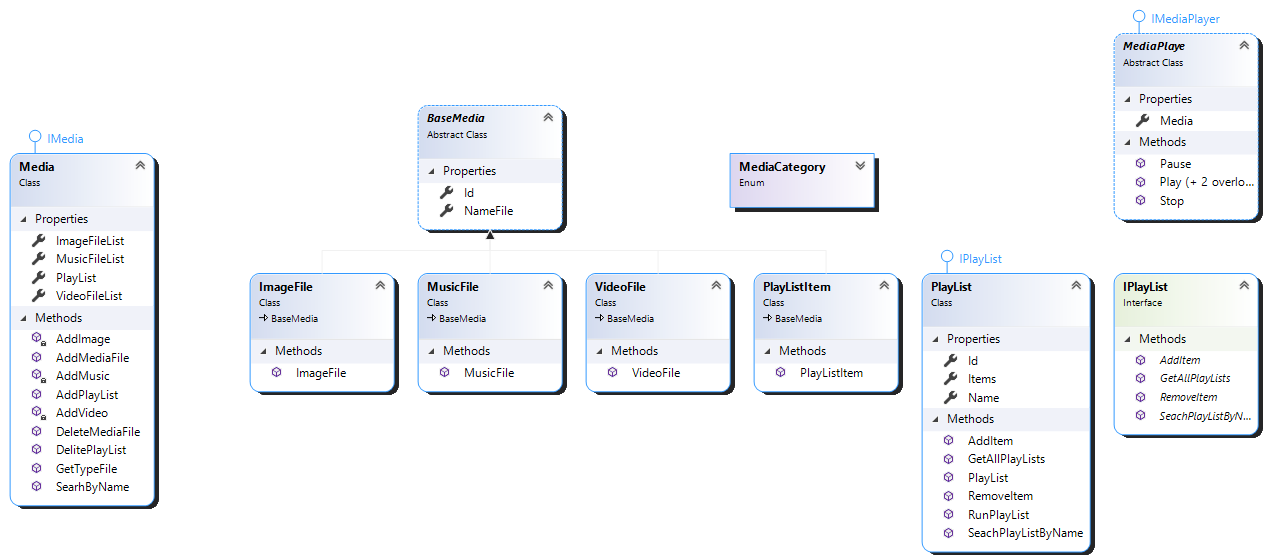 IMedia
Media
Class
Properties
ImageFileList
MusicFileList
PlayList
VideoFileList
Methods
AddImage
AddMediaFile
AddMusic
AddPlayList
AddVideo
DeleteMediaFile
DelitePlayList
GetTypeFile
SearhByName
BaseMedia
Abstract Class
Properties
Id
NameFile
ImageFile
Class
BaseMedia
Methods
ImageFile
MusicFile
Class
BaseMedia
Methods
MusicFile
VideoFile
Class
BaseMedia
Methods
VideoFile
PlayListItem
Class
BaseMedia
Methods
PlayListItem
MediaCategory
Enum
IPlayList
PlayList
Class
Properties
Id
Items
Name
Methods
AddItem
GetAllPlayLists
PlayList
RemoveItem
RunPlayList
SeachPlayListByName
IMediaPlayer
MediaPlaye
Abstract Class
Properties
Media
Methods
Pause
Play (+ 2 overlo...
Stop
IPlayList
Interface
Methods
AddItem
GetAllPlayLists
RemoveItem
SeachPlayListByN...